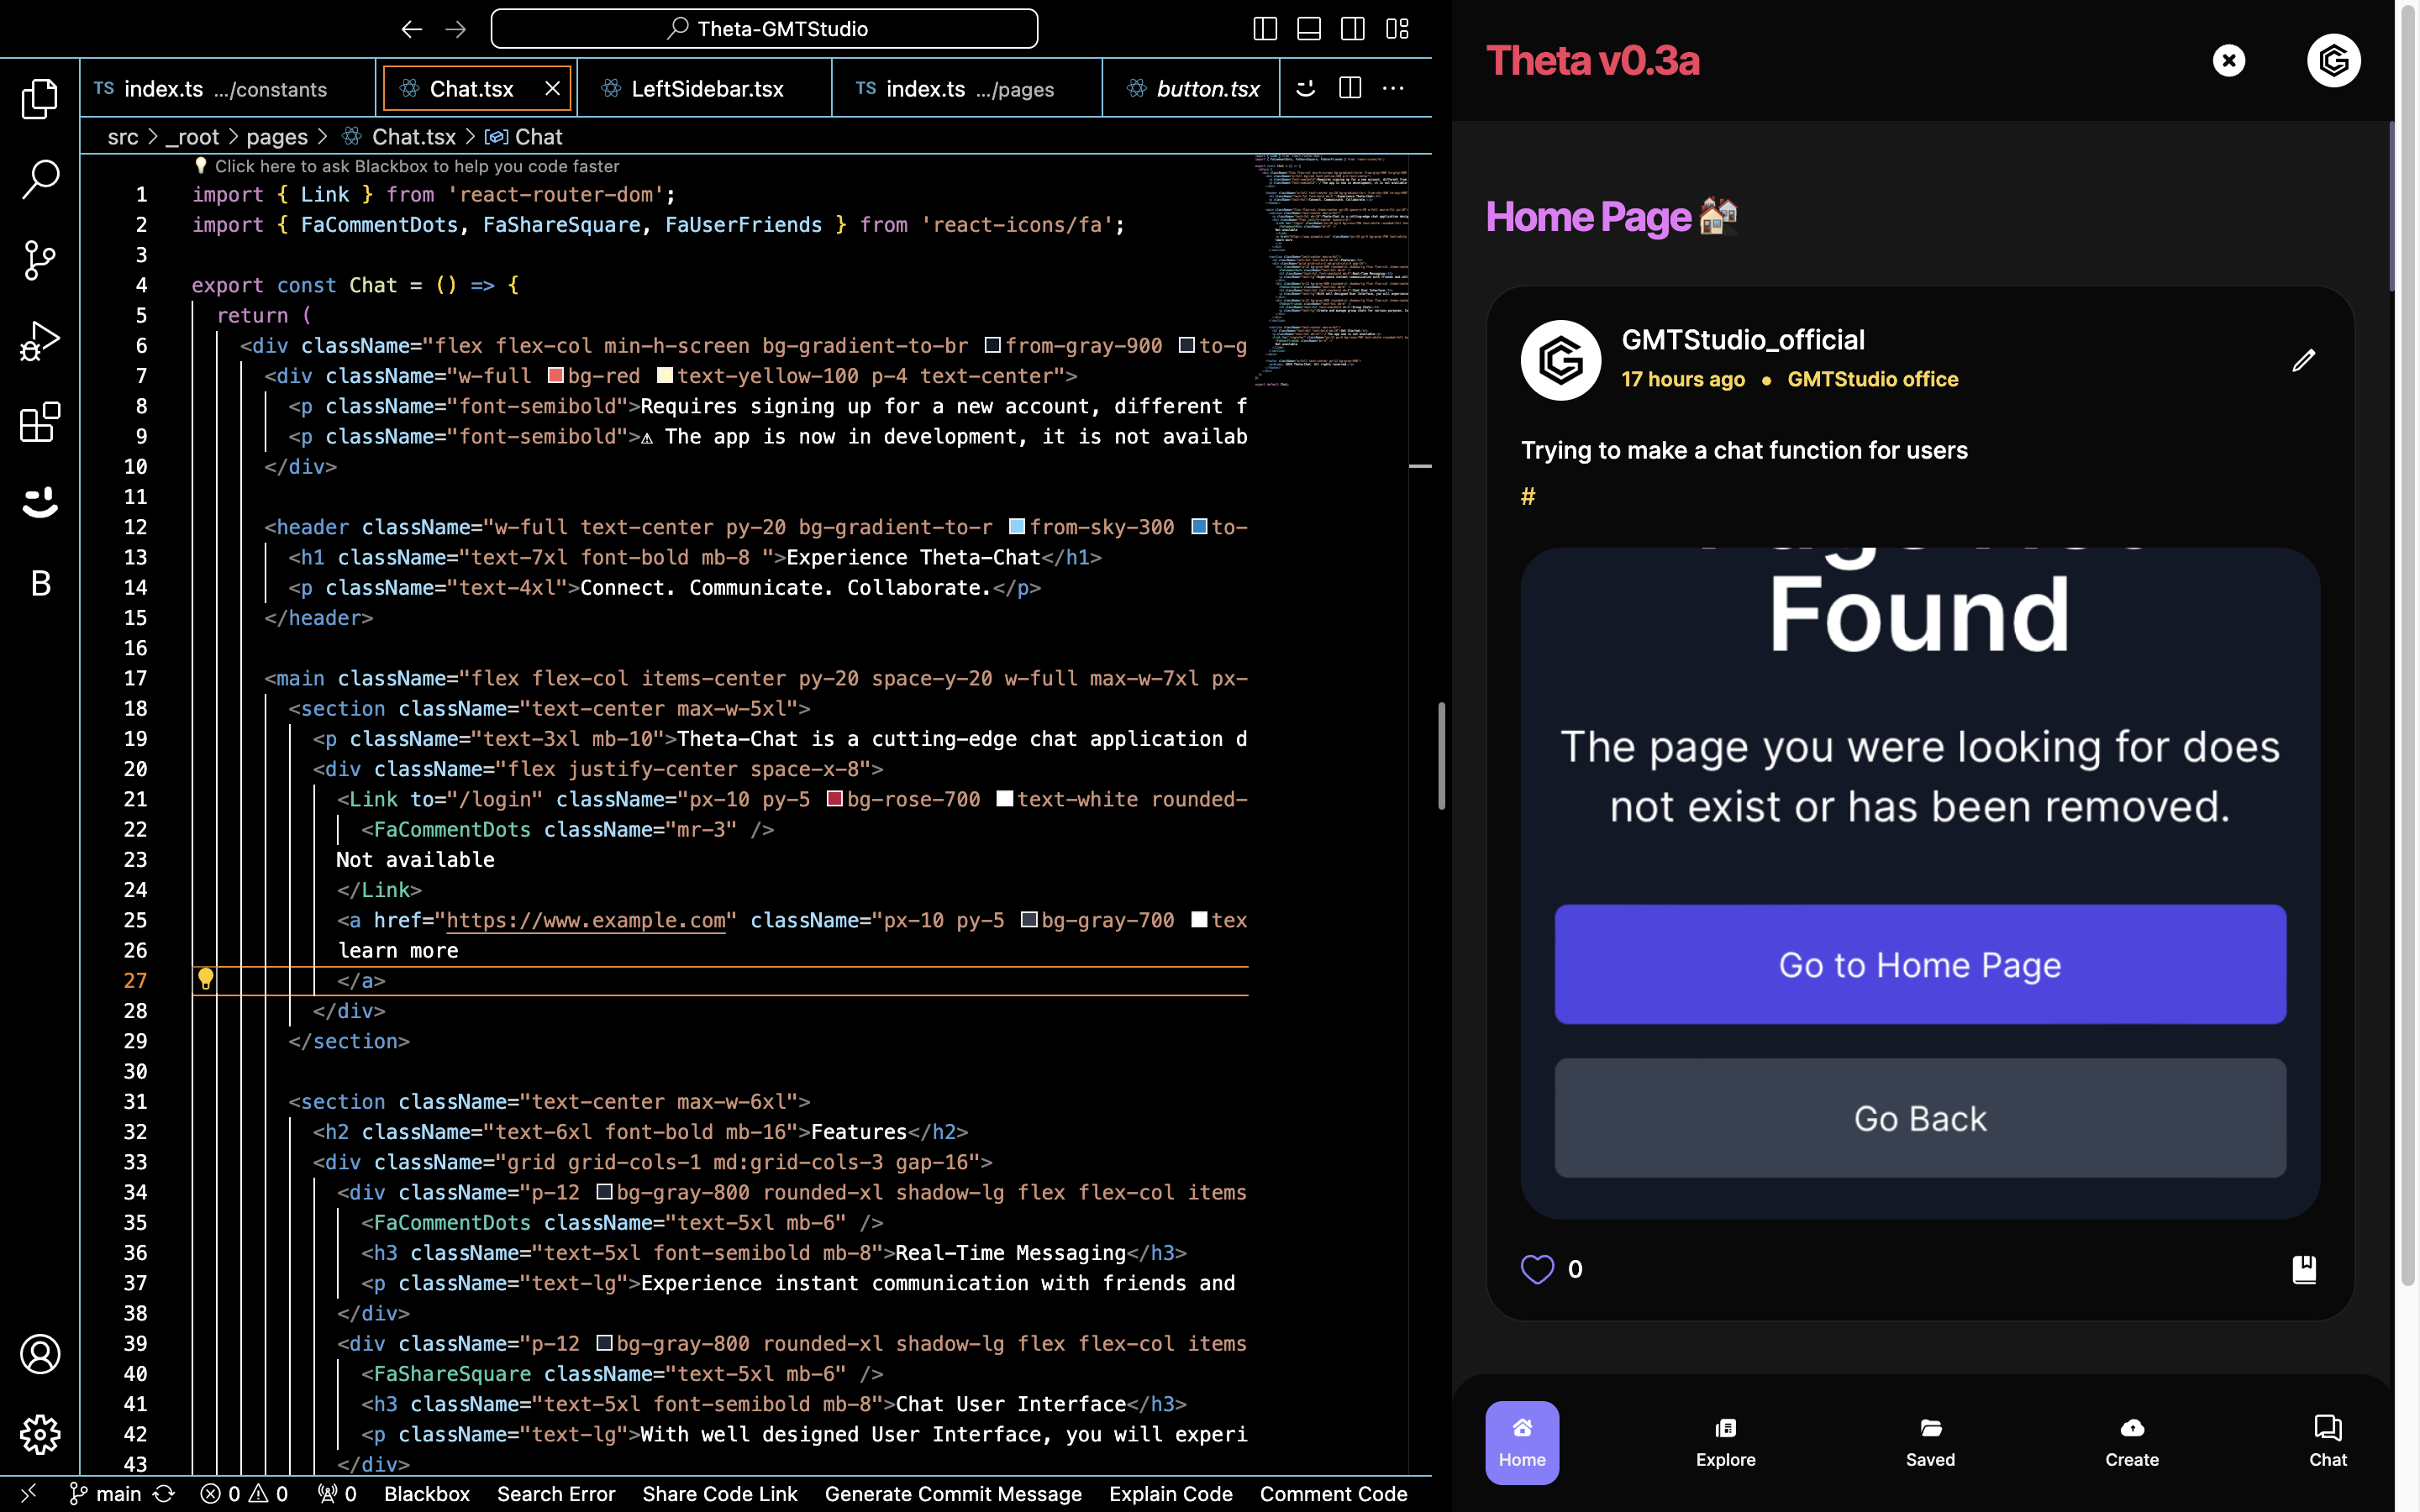 Theta-GMTStudio
TS index.ts .../constants
Chat.tsx
LeftSidebar.tsx
TS index.ts .../pages
button.tsx
src > _root > pages > Chat.tsx > Chat
Click here to ask Blackbox to help you code faster
1 import { Link } from 'react-router-dom';
2 import { FaCommentDots, FaShareSquare, FaUserFriends } from 'react-icons/fa';
3
4 export const Chat = () => {
5 return (
6 <div className="flex flex-col min-h-screen bg-gradient-to-br from-gray-900 to-g
7 <div className="w-full bg-red text-yellow-100 p-4 text-center">
8 <p className="font-semibold">Requires signing up for a new account, different f
9 <p className="font-semibold">⚠ The app is now in development, it is not availab
10 </div>
11
12 <header className="w-full text-center py-20 bg-gradient-to-r from-sky-300 to-
13 <h1 className="text-7xl font-bold mb-8 ">Experience Theta-Chat</h1>
14 <p className="text-4xl">Connect. Communicate. Collaborate.</p>
15 </header>
16
17 <main className="flex flex-col items-center py-20 space-y-20 w-full max-w-7xl px-
18 <section className="text-center max-w-5xl">
19 <p className="text-3xl mb-10">Theta-Chat is a cutting-edge chat application d
20 <div className="flex justify-center space-x-8">
21 <Link to="/login" className="px-10 py-5 bg-rose-700 text-white rounded-
22 <FaCommentDots className="mr-3" />
23 Not available
24 </Link>
25 <a href="https://www.example.com" className="px-10 py-5 bg-gray-700 tex
26 learn more
27 </a>
28 </div>
29 </section>
30
31 <section className="text-center max-w-6xl">
32 <h2 className="text-6xl font-bold mb-16">Features</h2>
33 <div className="grid grid-cols-1 md:grid-cols-3 gap-16">
34 <div className="p-12 bg-gray-800 rounded-xl shadow-lg flex flex-col items
35 <FaCommentDots className="text-5xl mb-6" />
36 <h3 className="text-5xl font-semibold mb-8">Real-Time Messaging</h3>
37 <p className="text-lg">Experience instant communication with friends and
38 </div>
39 <div className="p-12 bg-gray-800 rounded-xl shadow-lg flex flex-col items
40 <FaShareSquare className="text-5xl mb-6" />
41 <h3 className="text-5xl font-semibold mb-8">Chat User Interface</h3>
42 <p className="text-lg">With well designed User Interface, you will experi
43 </div>
B
main 0 0 0 Blackbox Search Error Share Code Link Generate Commit Message Explain Code Comment Code
Theta v0.3a
Home Page
GMTStudio_official
17 hours ago • GMTStudio office
Trying to make a chat function for users
#
Found
The page you were looking for does
not exist or has been removed.
Go to Home Page
Go Back
0
Home
Explore
Saved
Create
Chat